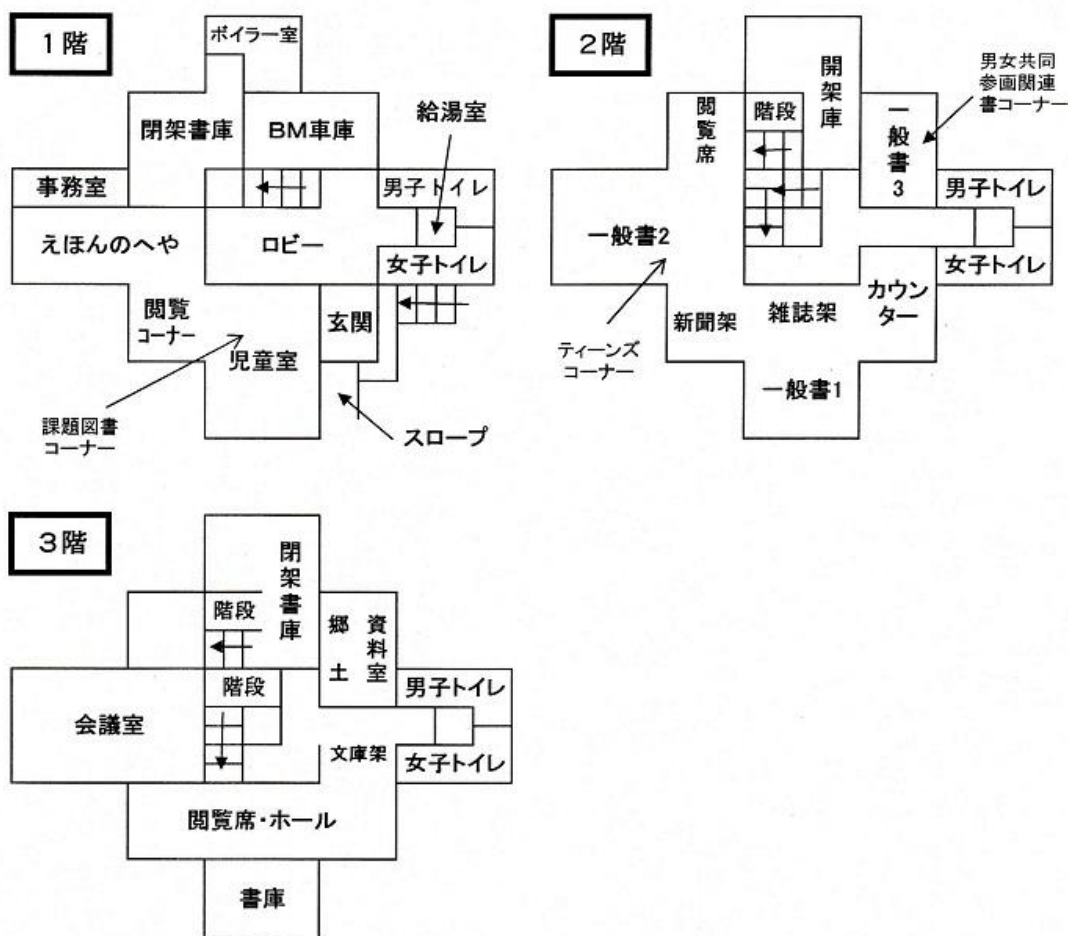 1階
ボイラー室
閉架書庫
BM車庫
給湯室
事務室
男子トイレ
えほんのへや
ロビー
女子トイレ
閲覧
コーナー
玄関
児童室
課題図書
コーナー
スロープ
2階
開架庫
男女共同
参画関連
書コーナー
閲覧席
階段
一般書3
男子トイレ
一般書2
女子トイレ
カウン
ター
新聞架
雑誌架
ティーンズ
コーナー
一般書1
3階
閉架書庫
階段
郷土
資料室
階段
男子トイレ
会議室
文庫架
女子トイレ
閲覧席・ホール
書庫